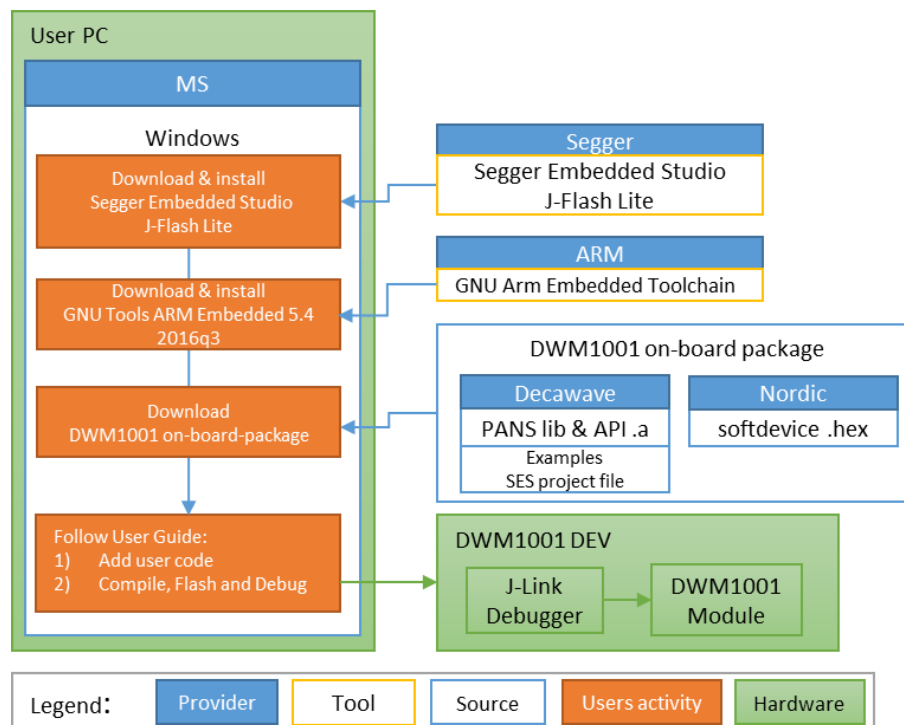 User PC
MS
Windows
Download & install
Segger Embedded Studio
J-Flash Lite
Download & install
GNU Tools ARM Embedded 5.4
2016q3
Download
DWM1001 on-board-package
Follow User Guide:
1) Add user code
2) Compile, Flash and Debug
Segger
Segger Embedded Studio
J-Flash Lite
ARM
GNU Arm Embedded Toolchain
DWM1001 on-board package
Decawave
PANS lib & API .a
Examples
SES project file
Nordic
softdevice .hex
DWM1001 DEV
J-Link
Debugger
DWM1001
Module
Legend:
Provider
Tool
Source
Users activity
Hardware